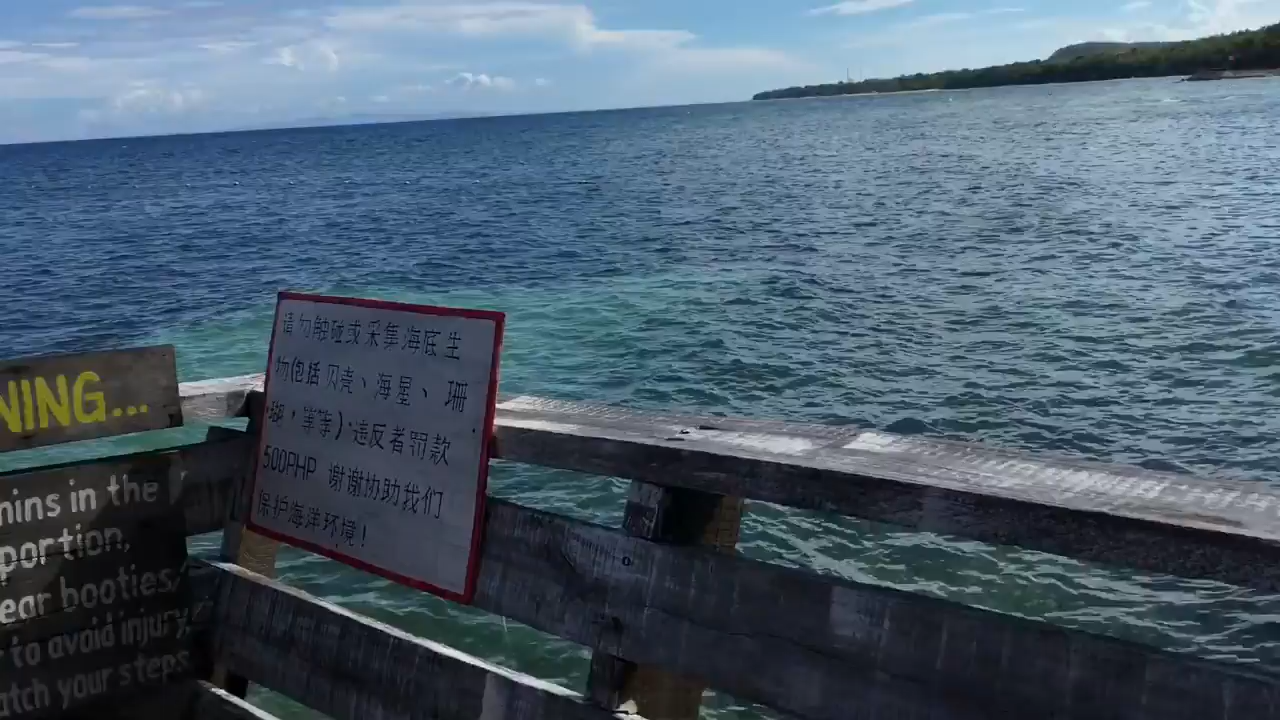 NING...
mins in the
portion,
ear booties,
to avoid injury.
atch your steps
请勿触碰或采集海底生
物(包括贝壳、海星、珊
瑚,等等)违反者罚款
500PHP 谢谢协助我们
保护海洋环境!